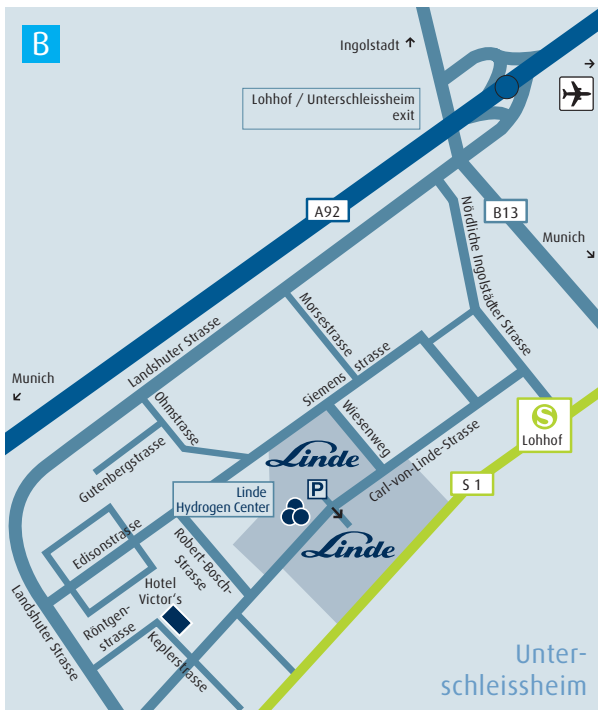 B
Ingolstadt
Lohhof / Unterschleissheim
exit
A92
B13
Nördliche Ingolstädter Strasse
Munich
Landshuter Strasse
Morsestrasse
Siemensstrasse
Munich
Ohmstrasse
Wiesenweg
Gutenbergstrasse
Carl-von-Linde-Strasse
S
Lohhof
S 1
Linde
P
Linde
Hydrogen Center
Linde
Edisonstrasse
Robert-Bosch-
Strasse
Hotel
Victor's
Röntgen-
strasse
Keplerstrasse
Landshuter Strasse
Unter-
schleissheim